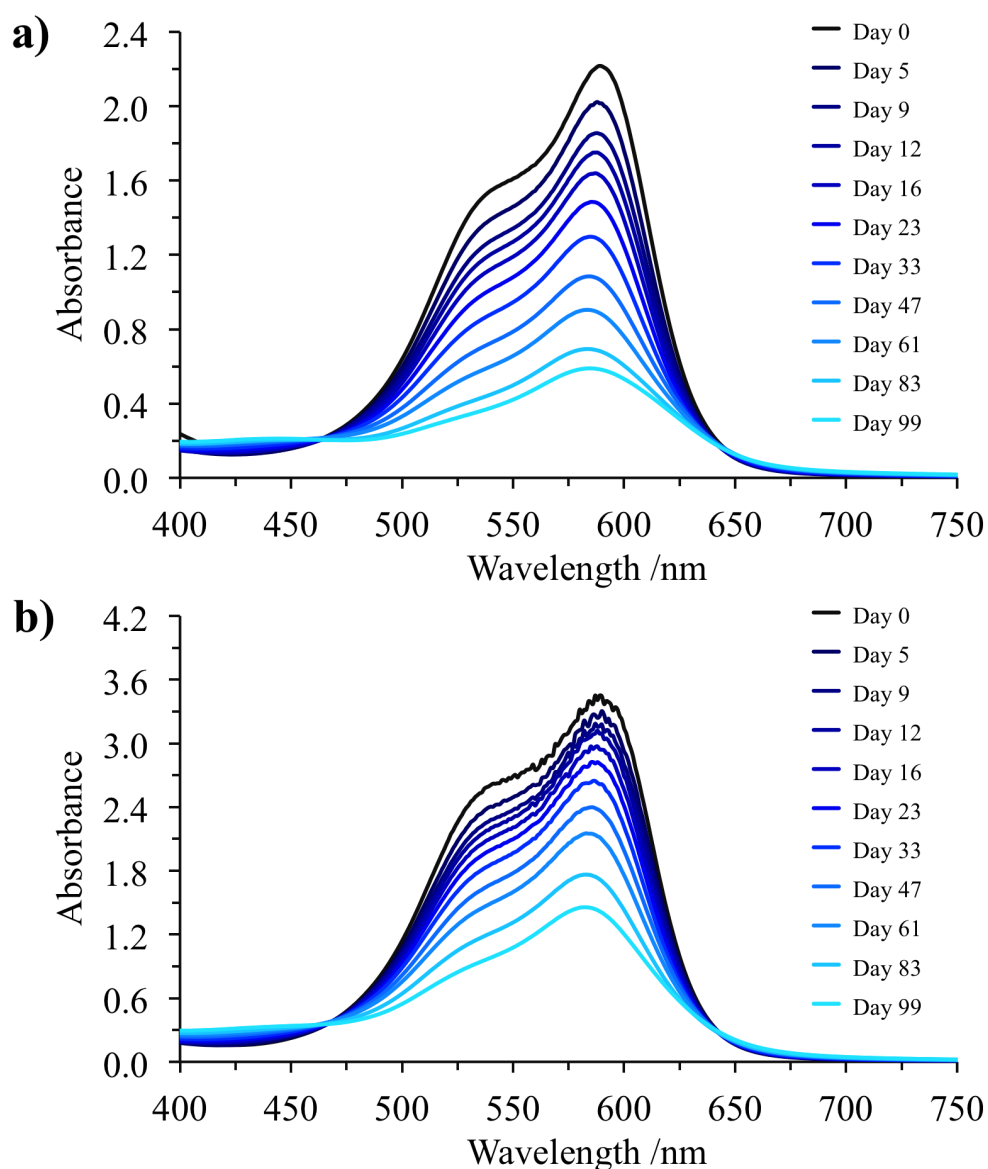 a)
2.4
2.0
1.6
1.2
0.8
0.4
0.0
Absorbance
400 450 500 550 600 650 700 750
Wavelength /nm
Day 0
Day 5
Day 9
Day 12
Day 16
Day 23
Day 33
Day 47
Day 61
Day 83
Day 99
b)
4.2
3.6
3.0
2.4
1.8
1.2
0.6
0.0
Absorbance
400 450 500 550 600 650 700 750
Wavelength /nm
Day 0
Day 5
Day 9
Day 12
Day 16
Day 23
Day 33
Day 47
Day 61
Day 83
Day 99